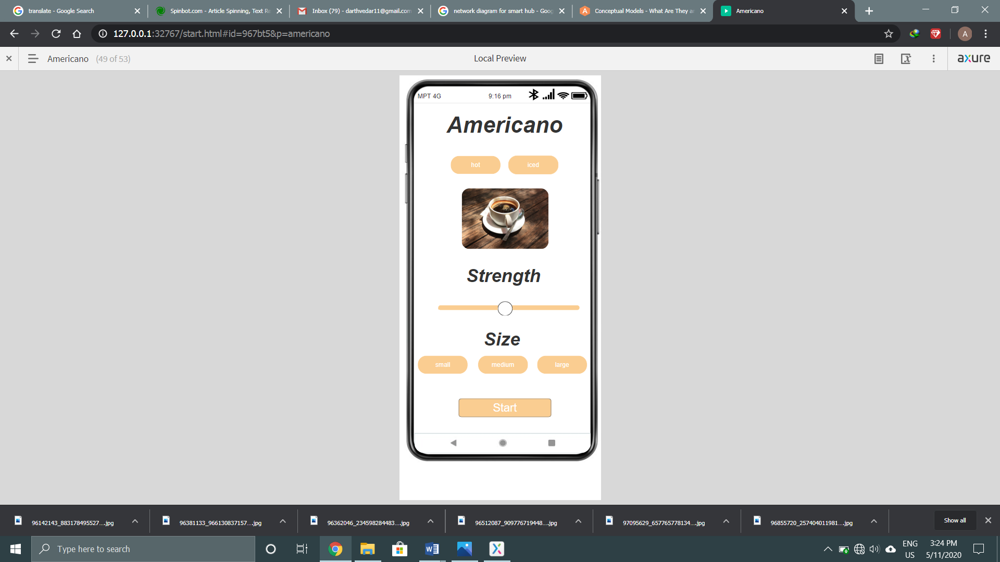 translate - Google Search
Spinbot.com - Article Spinning, Text Re
Inbox (79) - darthvedar11@gmail.com
network diagram for smart hub - Goog
Conceptual Models - What Are They an
Americano
127.0.0.1:32767/start.html#id=967bt5&p=americano
A
Americano (49 of 53)
Local Preview
axure
MPT 4G
9:16 pm
Americano
hot
iced
Strength
Size
small
medium
large
Start
96142143_883178495527....jpg
96381133_966130837157....jpg
96362046_234598284483....jpg
96512087_909776719448....jpg
97095629_657765778134....jpg
96855720_257404011981....jpg
Show all
Type here to search
ENG
US
3:24 PM
5/11/2020